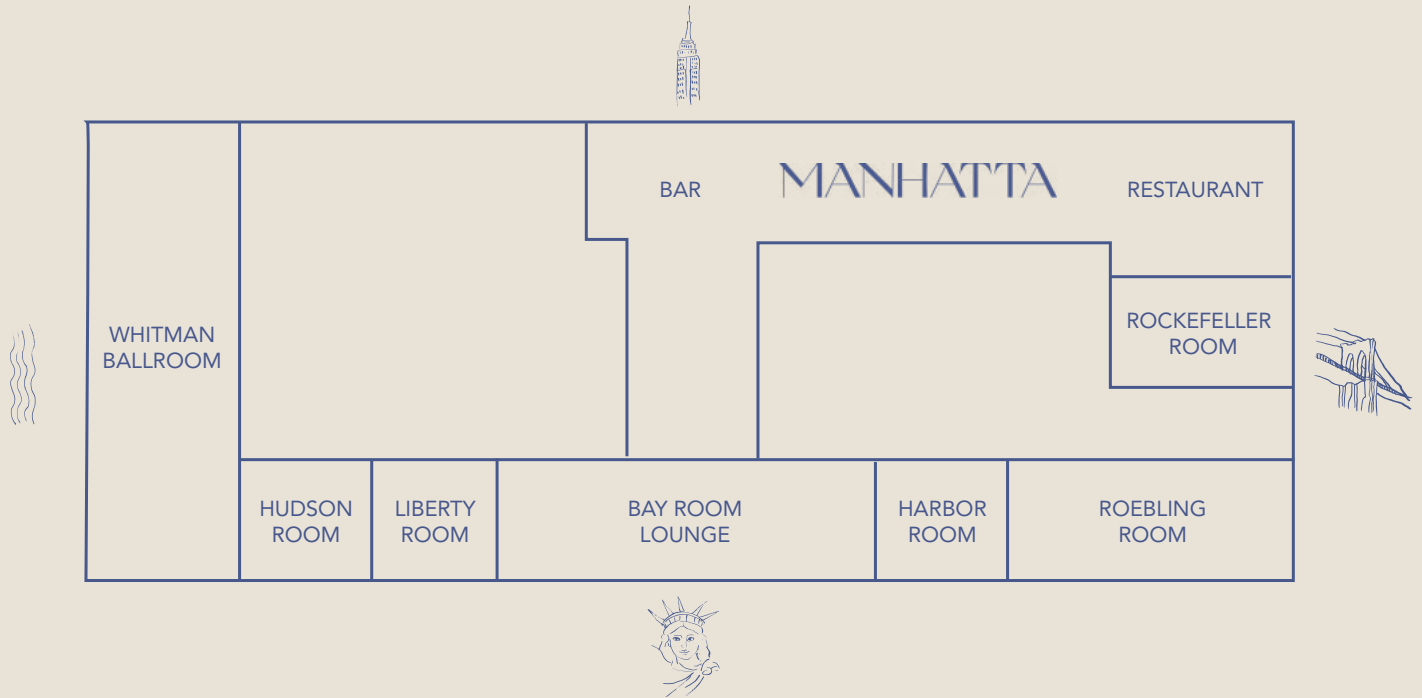 BAR
MANHATTA
RESTAURANT
WHITMAN
BALLROOM
ROCKEFELLER
ROOM
HUDSON
ROOM
LIBERTY
ROOM
BAY ROOM
LOUNGE
HARBOR
ROOM
ROEBLING
ROOM